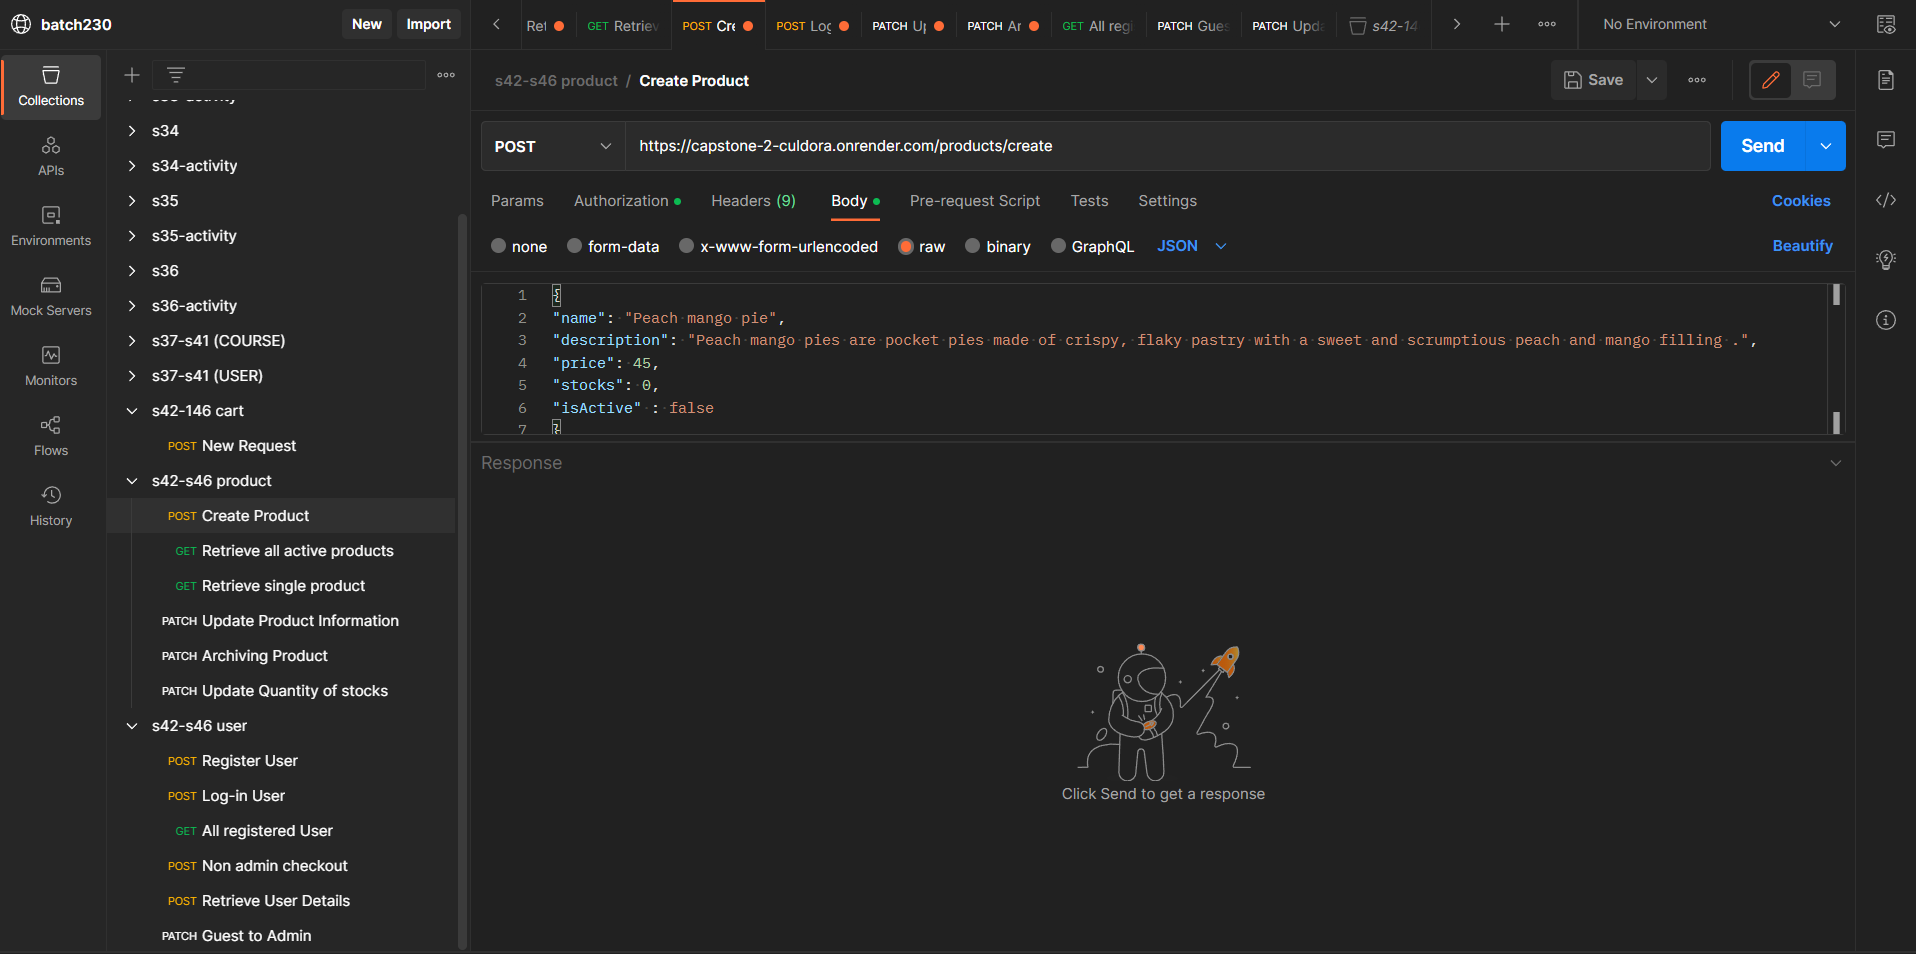 batch230
New
Import
Ret
GET Retriev
POST Cre
POST Log
PATCH Up
PATCH Ar
GET All regi
PATCH Gues
PATCH Upda
s42-14
No Environment
Collections
APIs
Environments
Mock Servers
Monitors
Flows
History
s34
s34-activity
s35
s35-activity
s36
s36-activity
s37-s41 (COURSE)
s37-s41 (USER)
s42-146 cart
POST New Request
s42-s46 product
POST Create Product
GET Retrieve all active products
GET Retrieve single product
PATCH Update Product Information
PATCH Archiving Product
PATCH Update Quantity of stocks
s42-s46 user
POST Register User
POST Log-in User
GET All registered User
POST Non admin checkout
POST Retrieve User Details
PATCH Guest to Admin
s42-s46 product / Create Product
Save
POST
https://capstone-2-culdora.onrender.com/products/create
Send
Params
Authorization
Headers (9)
Body
Pre-request Script
Tests
Settings
Cookies
none
form-data
x-www-form-urlencoded
raw
binary
GraphQL
JSON
Beautify
1 {
2 "name": "Peach mango pie",
3 "description": "Peach mango pies are pocket pies made of crispy, flaky pastry with a sweet and scrumptious peach and mango filling .",
4 "price": 45,
5 "stocks": 0,
6 "isActive" : false
7 }
Response
Click Send to get a response